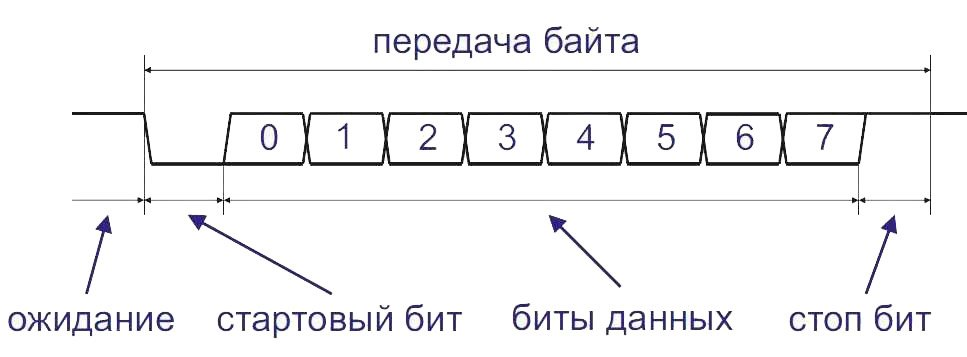 передача байта
0 1 2 3 4 5 6 7
ожидание стартовый бит биты данных стоп бит